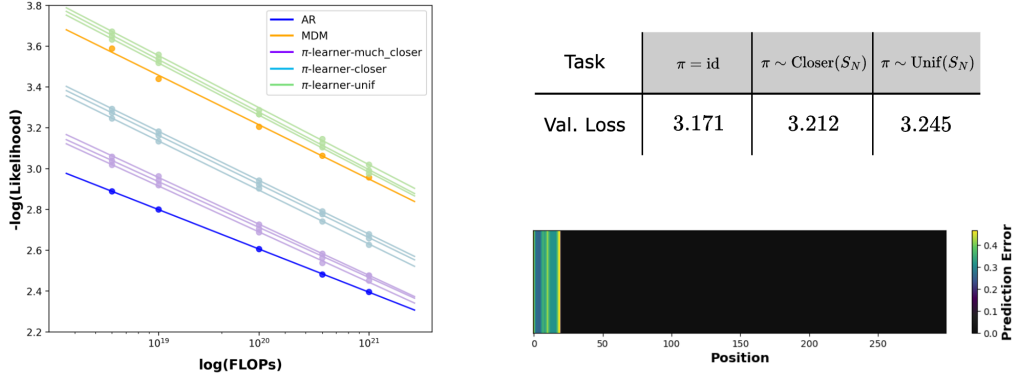 3.8
3.6
3.4
3.2
3.0
2.8
2.6
2.4
2.2
-log(Likelihood)
AR
MDM
π-learner-much_closer
π-learner-closer
π-learner-unif
10^19
10^20
10^21
log(FLOPs)
Task π = id π ∼ Closer(S_N) π ∼ Unif(S_N)
Val. Loss 3.171 3.212 3.245
0 50 100 150 200 250
Position
0.4
0.3
0.2
0.1
0.0
Prediction Error